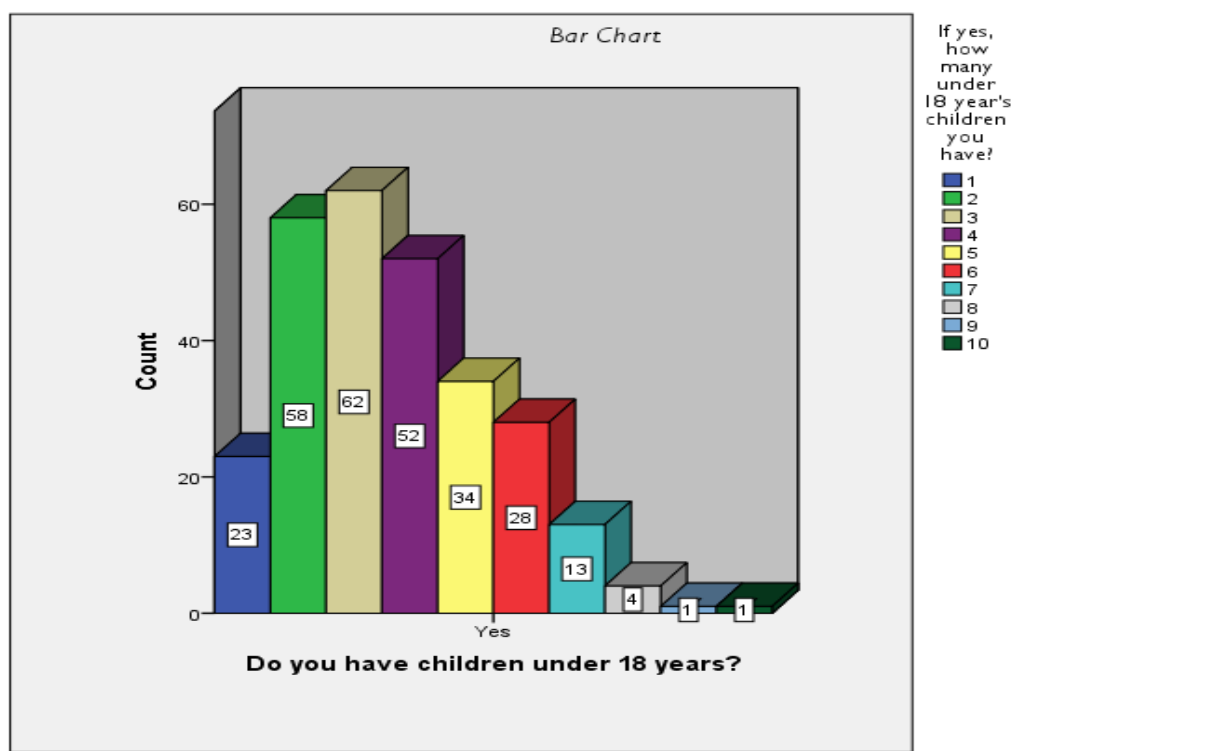 Bar Chart
If yes,
how
many
under
18 year's
children
you
have?
1
2
3
4
5
6
7
8
9
10
60
40
20
0
Count
23
58
62
52
34
28
13
4
1
1
Yes
Do you have children under 18 years?